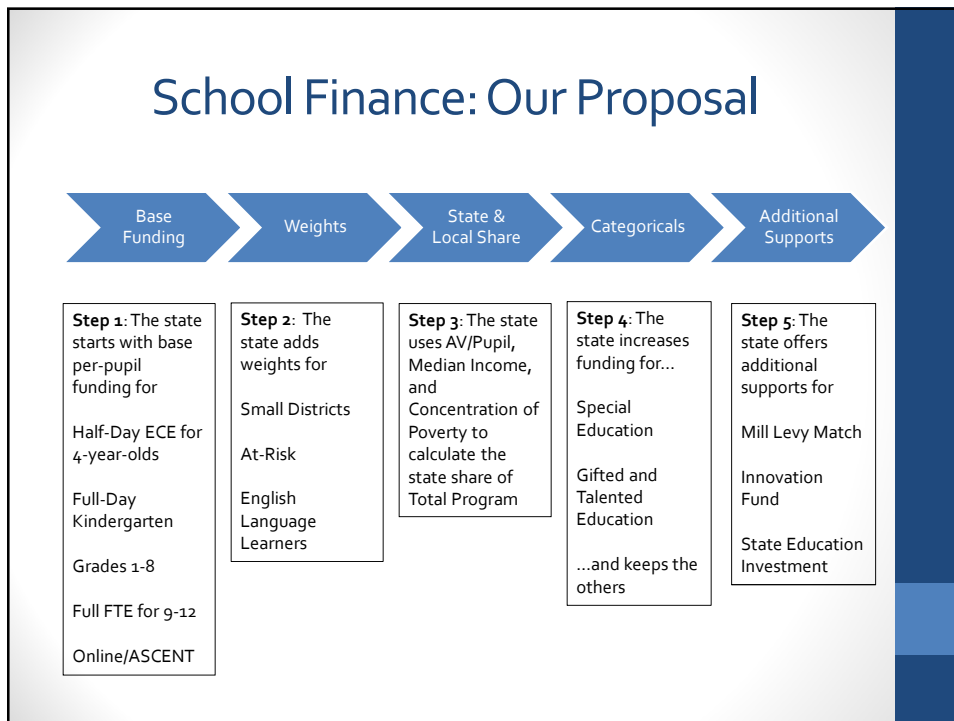 School Finance: Our Proposal
Base
Funding
Weights
State &
Local Share
Categoricals
Additional
Supports
Step 1: The state
starts with base
per-pupil
funding for
Half-Day ECE for
4-year-olds
Full-Day
Kindergarten
Grades 1-8
Full FTE for 9-12
Online/ASCENT
Step 2: The
state adds
weights for
Small Districts
At-Risk
English
Language
Learners
Step 3: The state
uses AV/Pupil,
Median Income,
and
Concentration of
Poverty to
calculate the
state share of
Total Program
Step 4: The
state increases
funding for...
Special
Education
Gifted and
Talented
Education
...and keeps the
others
Step 5: The
state offers
additional
supports for
Mill Levy Match
Innovation
Fund
State Education
Investment